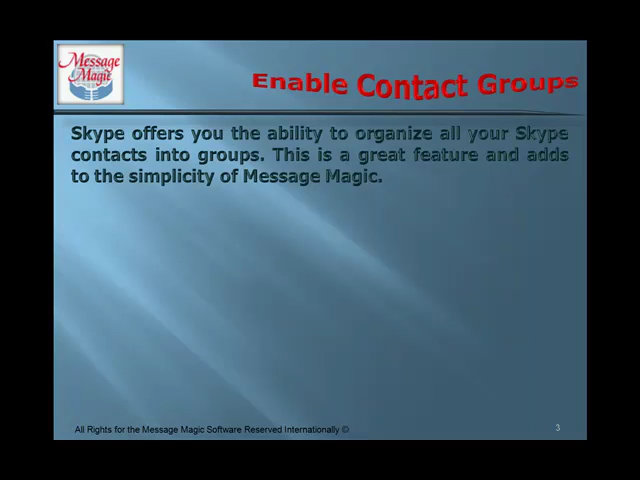 Message
Magic
Enable Contact Groups
Skype offers you the ability to organize all your Skype
contacts into groups. This is a great feature and adds
to the simplicity of Message Magic.
All Rights for the Message Magic Software Reserved Internationally ©
3